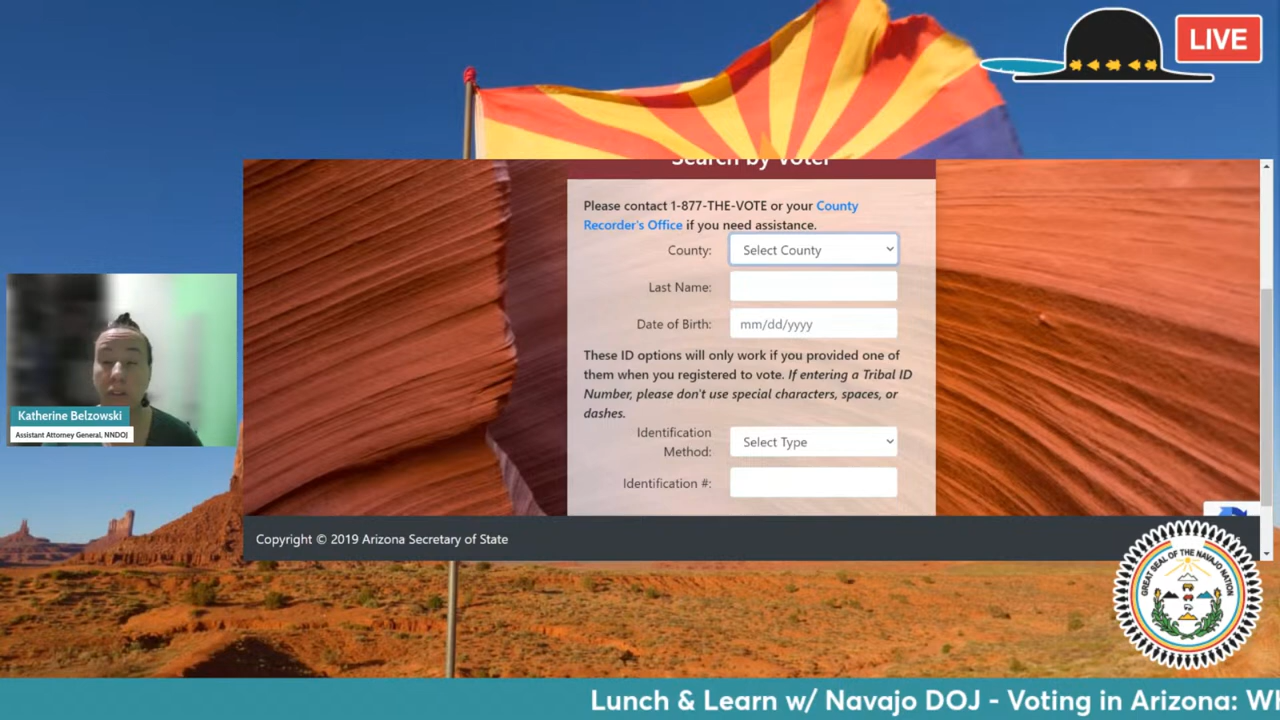 LIVE
Search by Voter
Please contact 1-877-THE-VOTE or your County
Recorder's Office if you need assistance.
County: Select County
Last Name:
Date of Birth: mm/dd/yyyy
These ID options will only work if you provided one of
them when you registered to vote. If entering a Tribal ID
Number, please don't use special characters, spaces, or
dashes.
Identification
Method: Select Type
Identification #:
Katherine Belzowski
Assistant Attorney General, NNDOJ
Copyright © 2019 Arizona Secretary of State
GREAT SEAL OF THE NAVAJO NATION
Lunch & Learn w/ Navajo DOJ - Voting in Arizona: